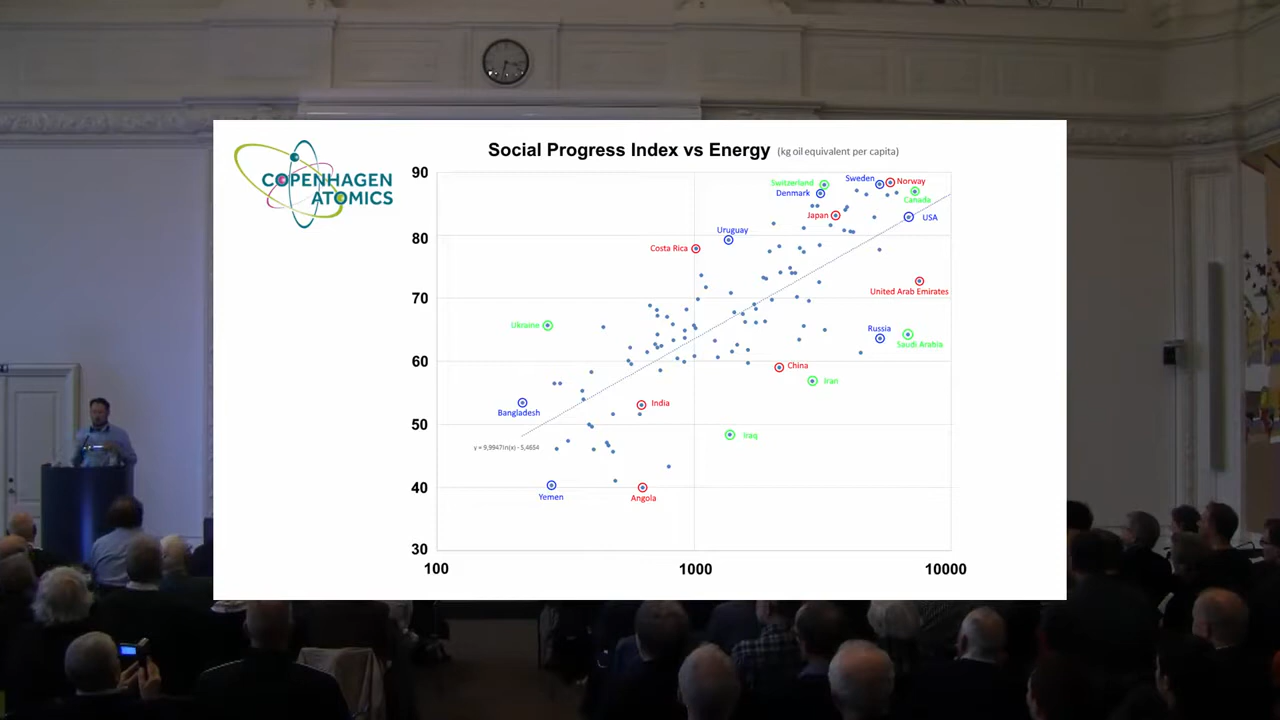 COPENHAGEN
ATOMICS
Social Progress Index vs Energy (kg oil equivalent per capita)
90
80
70
60
50
40
30
100
1000
10000
Switzerland
Denmark
Sweden
Norway
Canada
Japan
USA
Uruguay
Costa Rica
United Arab Emirates
Ukraine
Russia
Saudi Arabia
China
Iran
Bangladesh
India
Iraq
y = 9,9947ln(x) - 5,4634
Yemen
Angola